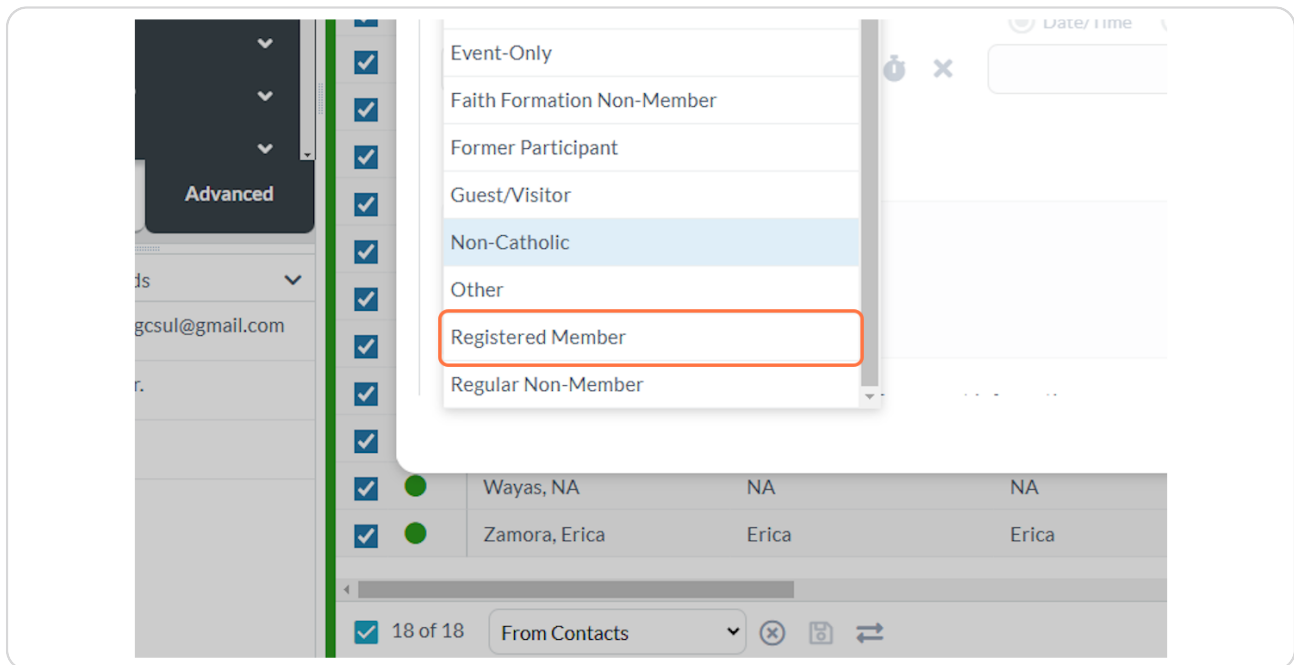 Date/Time
Event-Only
Faith Formation Non-Member
Former Participant
Advanced
Guest/Visitor
Non-Catholic
ds
Other
gcsul@gmail.com
Registered Member
r.
Regular Non-Member
Wayas, NA NA NA
Zamora, Erica Erica Erica
18 of 18 From Contacts